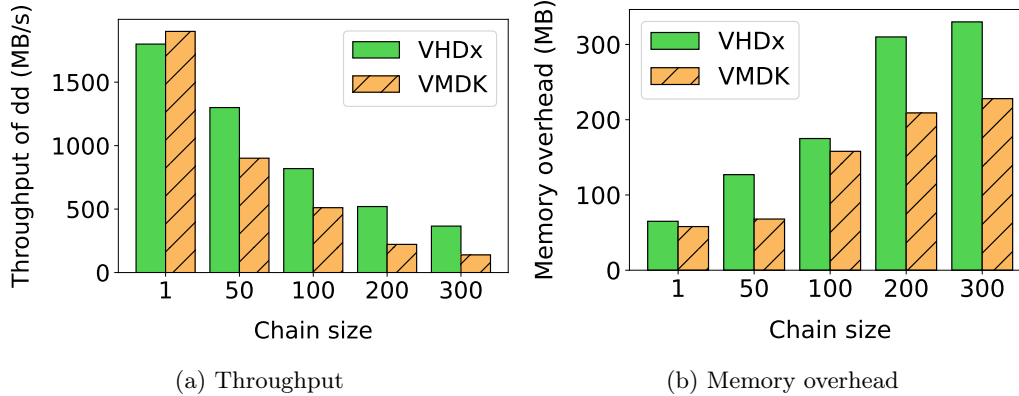 Throughput of dd (MB/s)
1500
1000
500
0
VHDx
VMDK
1 50 100 200 300
Chain size
(a) Throughput
Memory overhead (MB)
300
200
100
0
VHDx
VMDK
1 50 100 200 300
Chain size
(b) Memory overhead